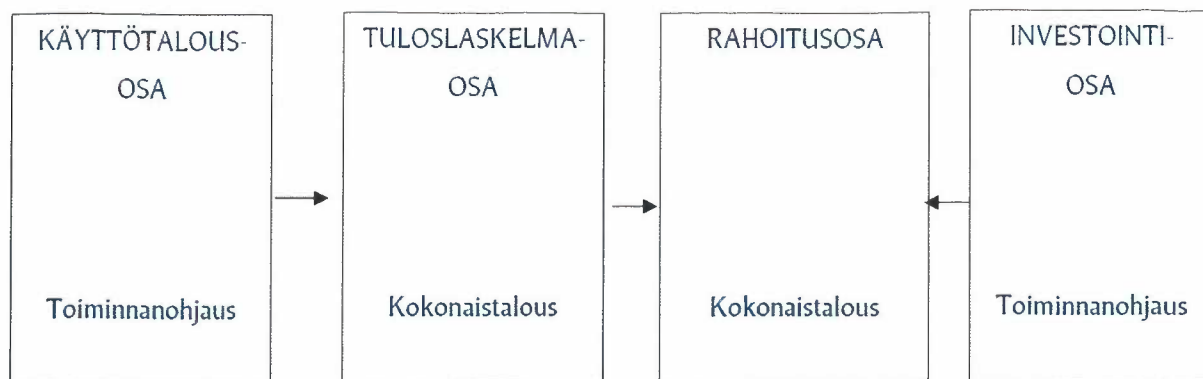 KÄYTTÖTALOUS-
OSA
Toiminnanohjaus
TULOSLASKELMA-
OSA
Kokonaistalous
RAHOITUSOSA
Kokonaistalous
INVESTOINTI-
OSA
Toiminnanohjaus